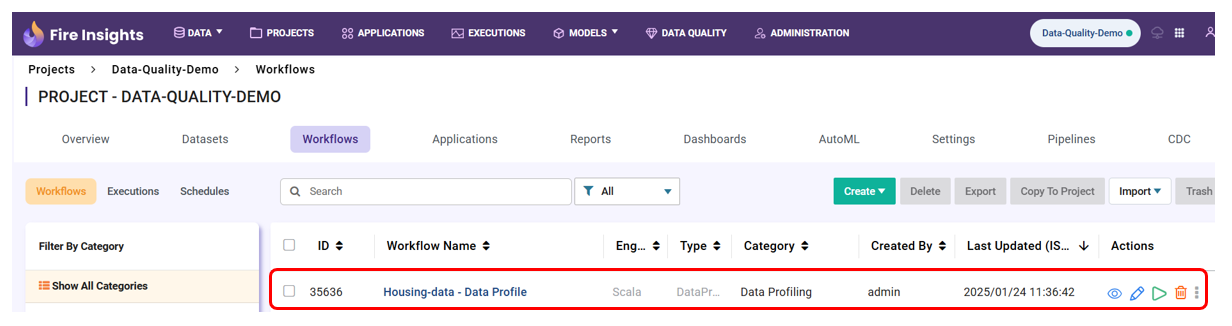 Fire Insights DATA PROJECTS APPLICATIONS EXECUTIONS MODELS DATA QUALITY ADMINISTRATION Data-Quality-Demo
Projects > Data-Quality-Demo > Workflows
PROJECT - DATA-QUALITY-DEMO
Overview Datasets Workflows Applications Reports Dashboards AutoML Settings Pipelines CDC
Workflows Executions Schedules Search All Create Delete Export Copy To Project Import Trash
Filter By Category ID Workflow Name Eng... Type Category Created By Last Updated (IS... Actions
Show All Categories 35636 Housing-data - Data Profile Scala DataPr... Data Profiling admin 2025/01/24 11:36:42